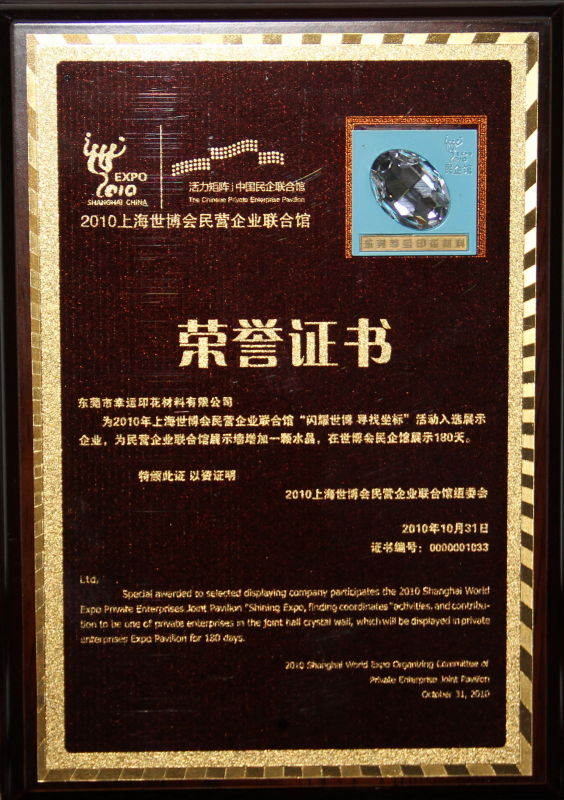 EXPO
2010
SHANGHAI CHINA
活力矩阵 中国民企联合馆
The Chinese Private Enterprise Pavilion
2010上海世博会民营企业联合馆
民企馆
荣誉证书
东莞市幸运印花材料有限公司
为2010年上海世博会民营企业联合馆“闪耀世博 寻找坐标”活动入选展示
企业，为民营企业联合馆展示墙增加一颗水晶，在世博会民企馆展示180天。
特颁此证 以资证明
2010上海世博会民营企业联合馆组委会
2010年10月31日
证书编号：0000001033
Ltd,
Special awarded to selected displaying company participates the 2010 Shanghai World
Expo Private Enterprises Joint Pavilion "Shining Expo, finding coordinates"activities, and contribu-
tion to be one of private enterprises in the joint hall crystal wall, which will be displayed in private
enterprises Expo Pavilion for 180 days.
2010 Shanghai World Expo Organizing Committee of
Private Enterprise Joint Pavilion
October 31, 2010